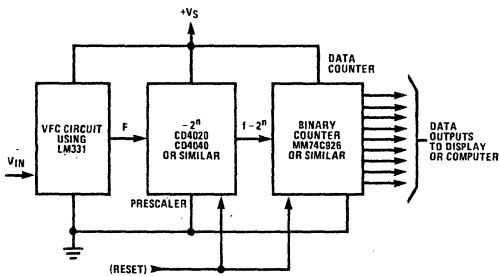 +VS
DATA
COUNTER
VFC CIRCUIT
USING
LM331
F
-2ⁿ
CD4020
CD4040
OR SIMILAR
f-2ⁿ
BINARY
COUNTER
MM74C926
OR SIMILAR
DATA
OUTPUTS
TO DISPLAY
OR COMPUTER
VIN
PRESCALER
(RESET)